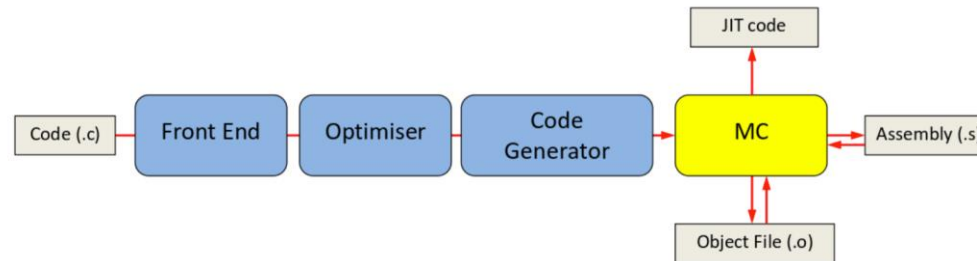 JIT code
Code (.c)
Front End
Optimiser
Code
Generator
MC
Assembly (.s)
Object File (.o)